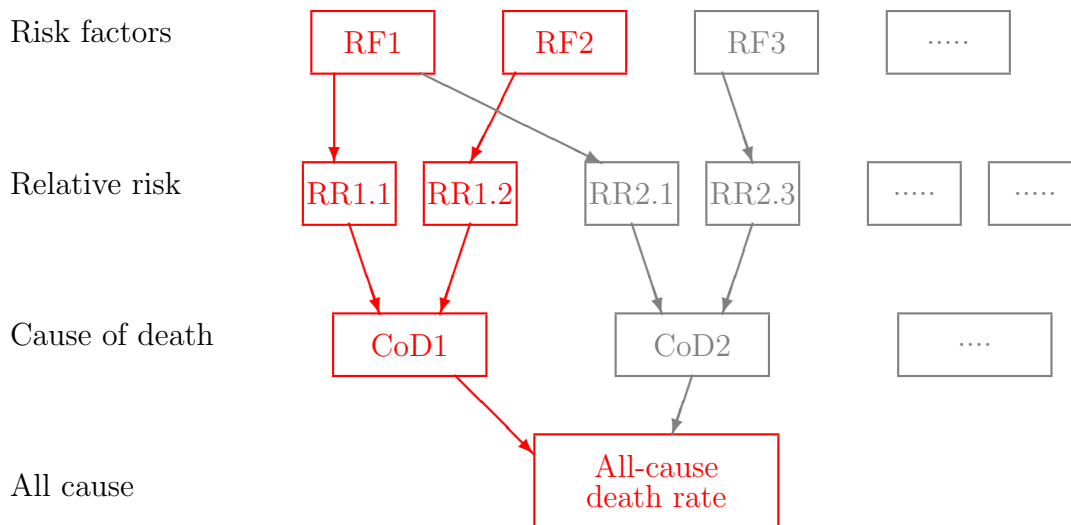 Risk factors
RF1
RF2
RF3
.....
Relative risk
RR1.1
RR1.2
RR2.1
RR2.3
.....
.....
Cause of death
CoD1
CoD2
....
All cause
All-cause
death rate